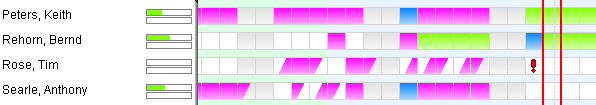 Peters, Keith
Rehorn, Bernd
Rose, Tim
Searle, Anthony